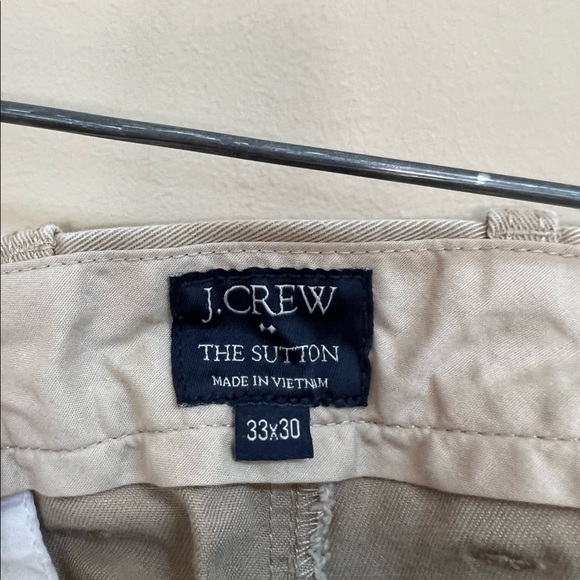 J.CREW
THE SUTTON
MADE IN VIETNAM
33x30